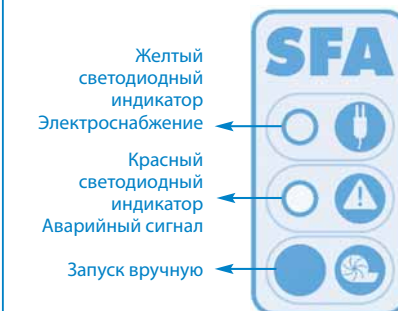 SFA
Желтый
светодиодный
индикатор
Электроснабжение
Красный
светодиодный
индикатор
Аварийный сигнал
Запуск вручную